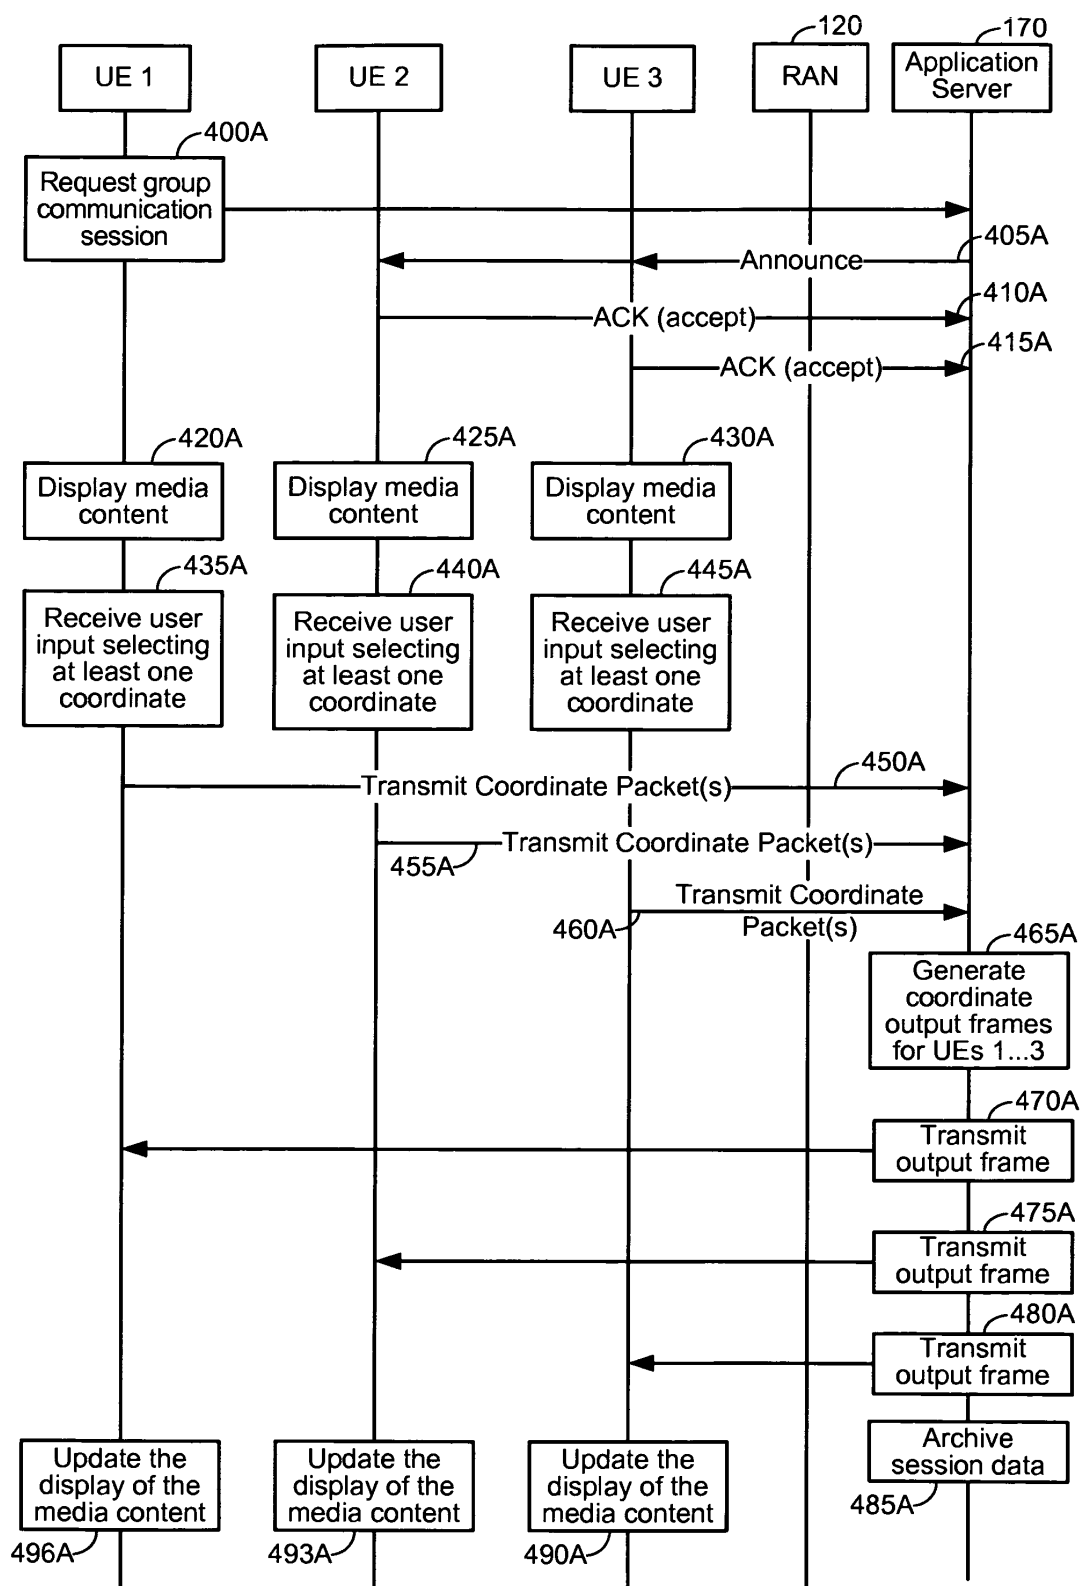 120
170
UE 1
UE 2
UE 3
RAN
Application
Server
400A
Request group
communication
session
405A
Announce
410A
ACK (accept)
415A
ACK (accept)
420A
425A
430A
Display media
content
Display media
content
Display media
content
435A
440A
445A
Receive user
input selecting
at least one
coordinate
Receive user
input selecting
at least one
coordinate
Receive user
input selecting
at least one
coordinate
450A
Transmit Coordinate Packet(s)
Transmit Coordinate Packet(s)
455A
Transmit Coordinate
Packet(s)
460A
465A
Generate
coordinate
output frames
for UEs 1...3
470A
Transmit
output frame
475A
Transmit
output frame
480A
Transmit
output frame
Archive
session data
485A
Update the
display of the
media content
Update the
display of the
media content
Update the
display of the
media content
496A
493A
490A